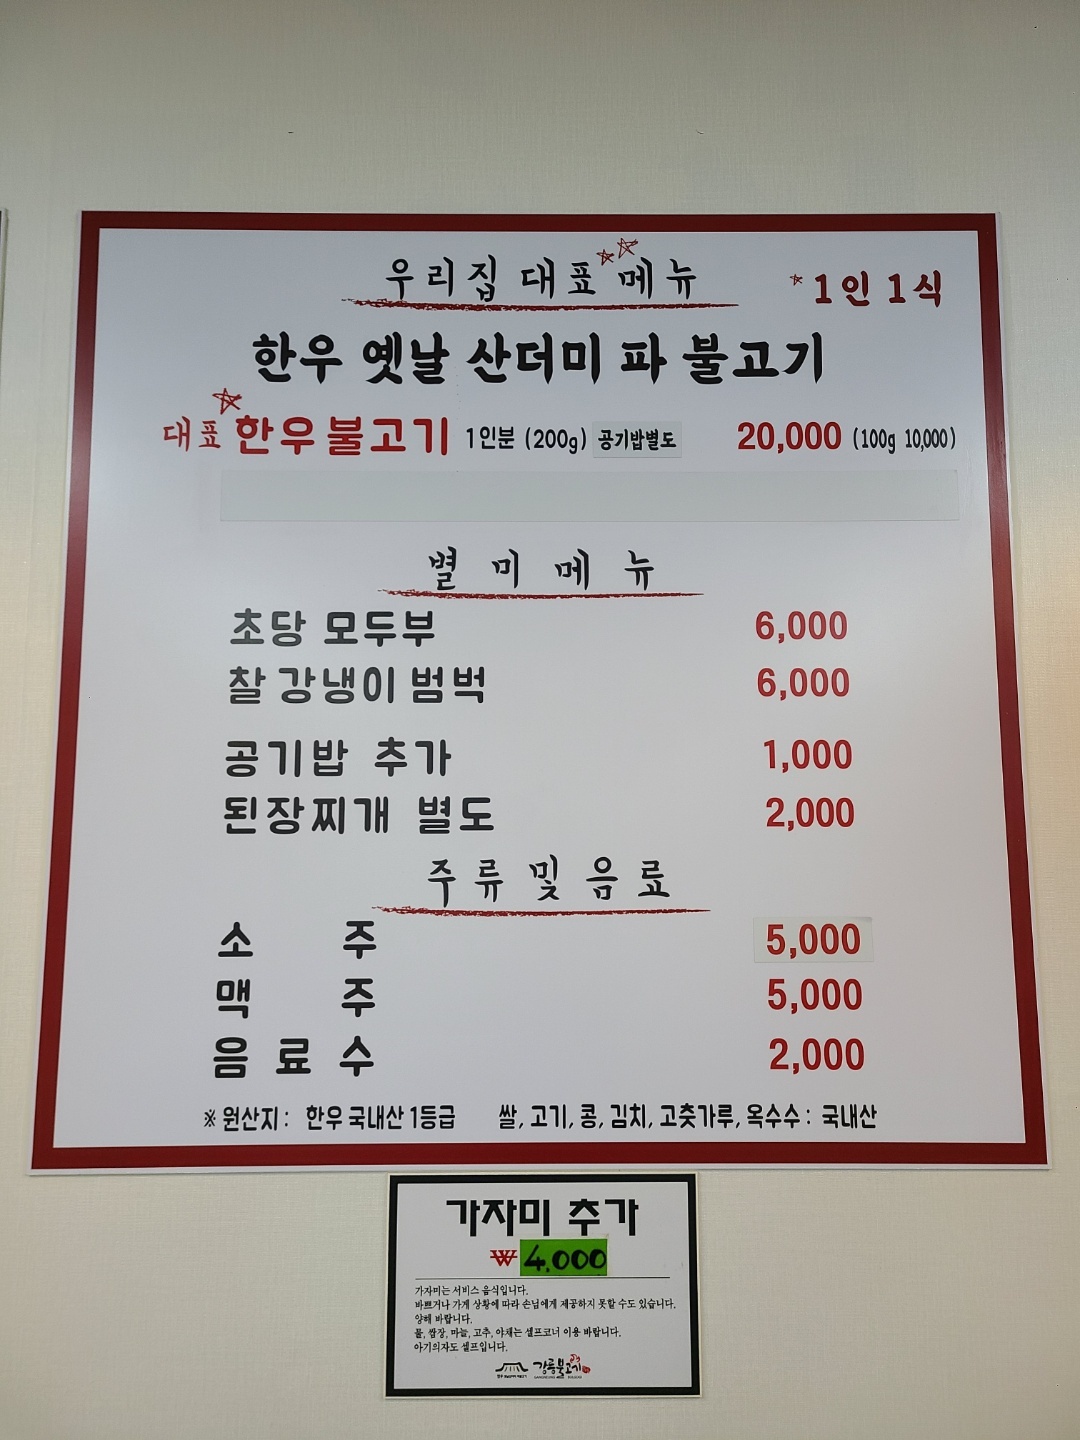 우리집 대표 메뉴
*1인 1식
한우 옛날 산더미 파 불고기
대표 한우불고기 1인분 (200g) 공기밥별도 20,000 (100g 10,000)
별미메뉴
초당 모두부 6,000
찰 강냉이 범벅 6,000
공기밥 추가 1,000
된장찌개 별도 2,000
주류 및 음료
소 주 5,000
맥 주 5,000
음 료 수 2,000
※ 원산지 : 한우 국내산 1등급 쌀, 고기, 콩, 김치, 고춧가루, 옥수수 : 국내산
가자미 추가
₩ 4,000
가자미는 서비스 음식입니다.
바쁘거나 가게 상황에 따라 손님에게 제공하지 못할 수도 있습니다.
양해 바랍니다.
물, 쌈장, 마늘, 고추, 야채는 셀프코너 이용 바랍니다.
아기의자도 셀프입니다.
강릉불고기